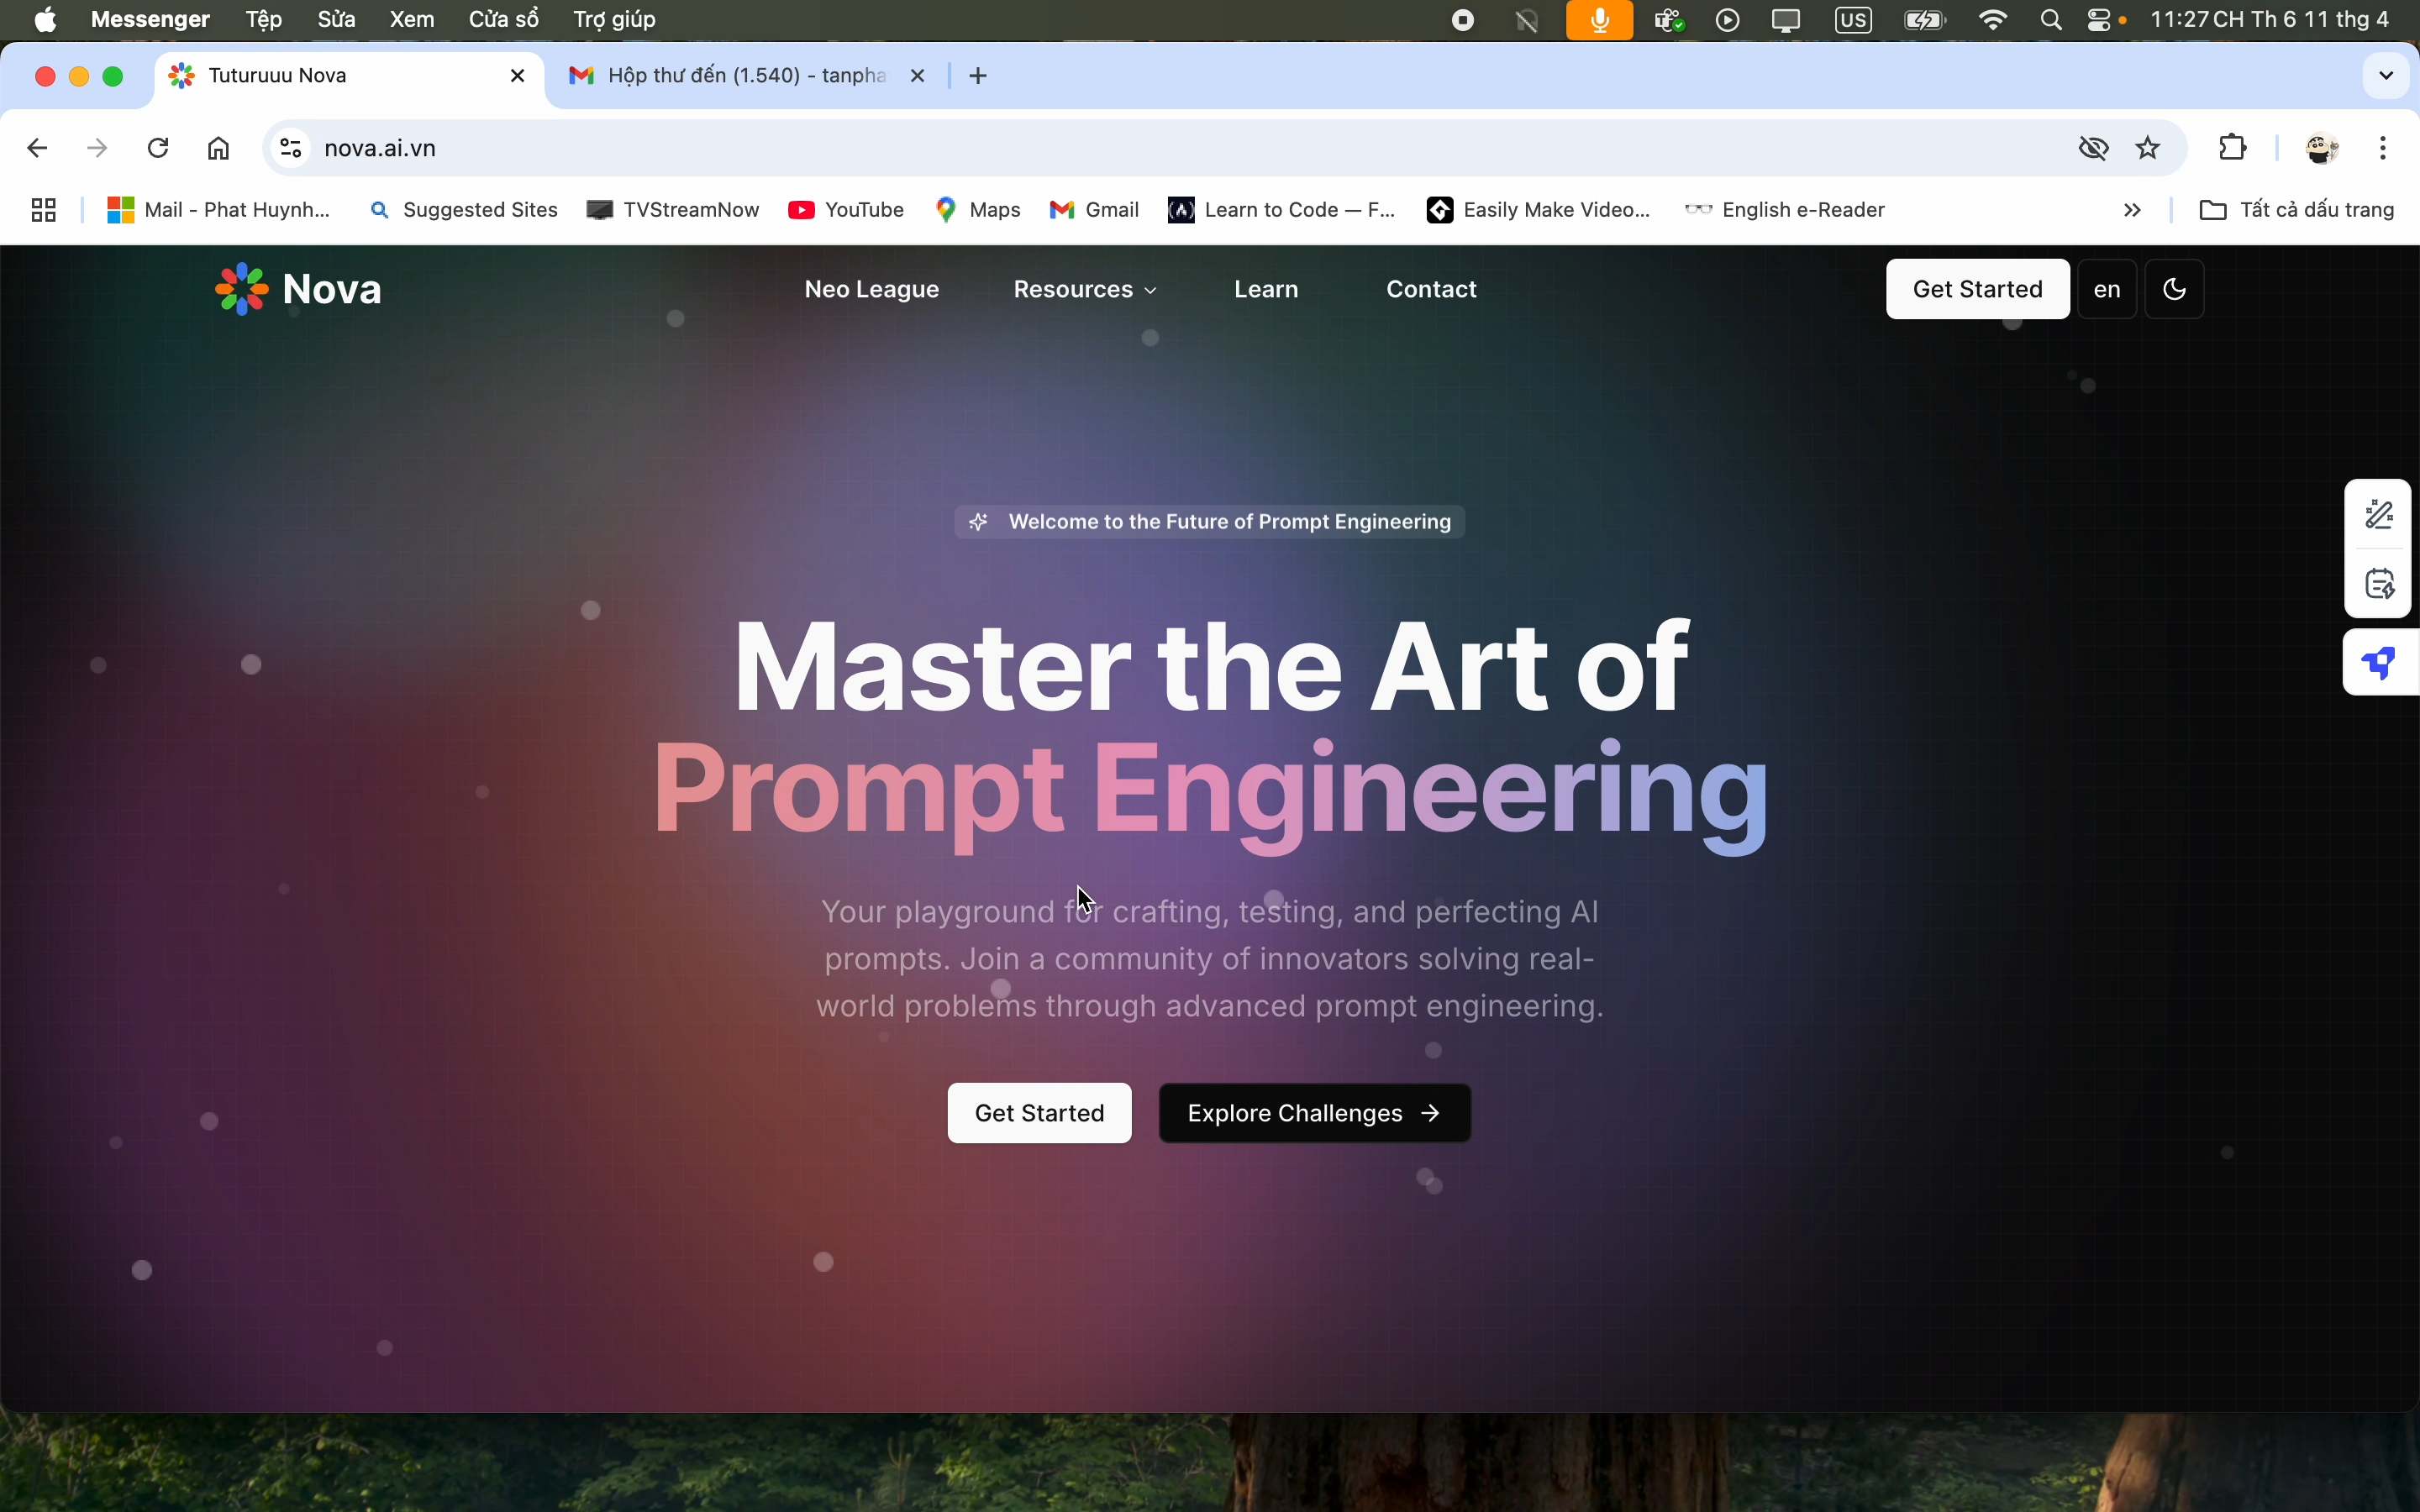 Messenger Tệp Sửa Xem Cửa sổ Trợ giúp US 11:27 CH Th 6 11 thg 4
Tuturuuu Nova Hộp thư đến (1.540) - tanpha
nova.ai.vn
Mail - Phat Huynh... Suggested Sites TVStreamNow YouTube Maps Gmail Learn to Code — F... Easily Make Video... English e-Reader Tất cả dấu trang
Nova Neo League Resources Learn Contact Get Started en
Welcome to the Future of Prompt Engineering
Master the Art of
Prompt Engineering
Your playground for crafting, testing, and perfecting AI
prompts. Join a community of innovators solving real-
world problems through advanced prompt engineering.
Get Started Explore Challenges →